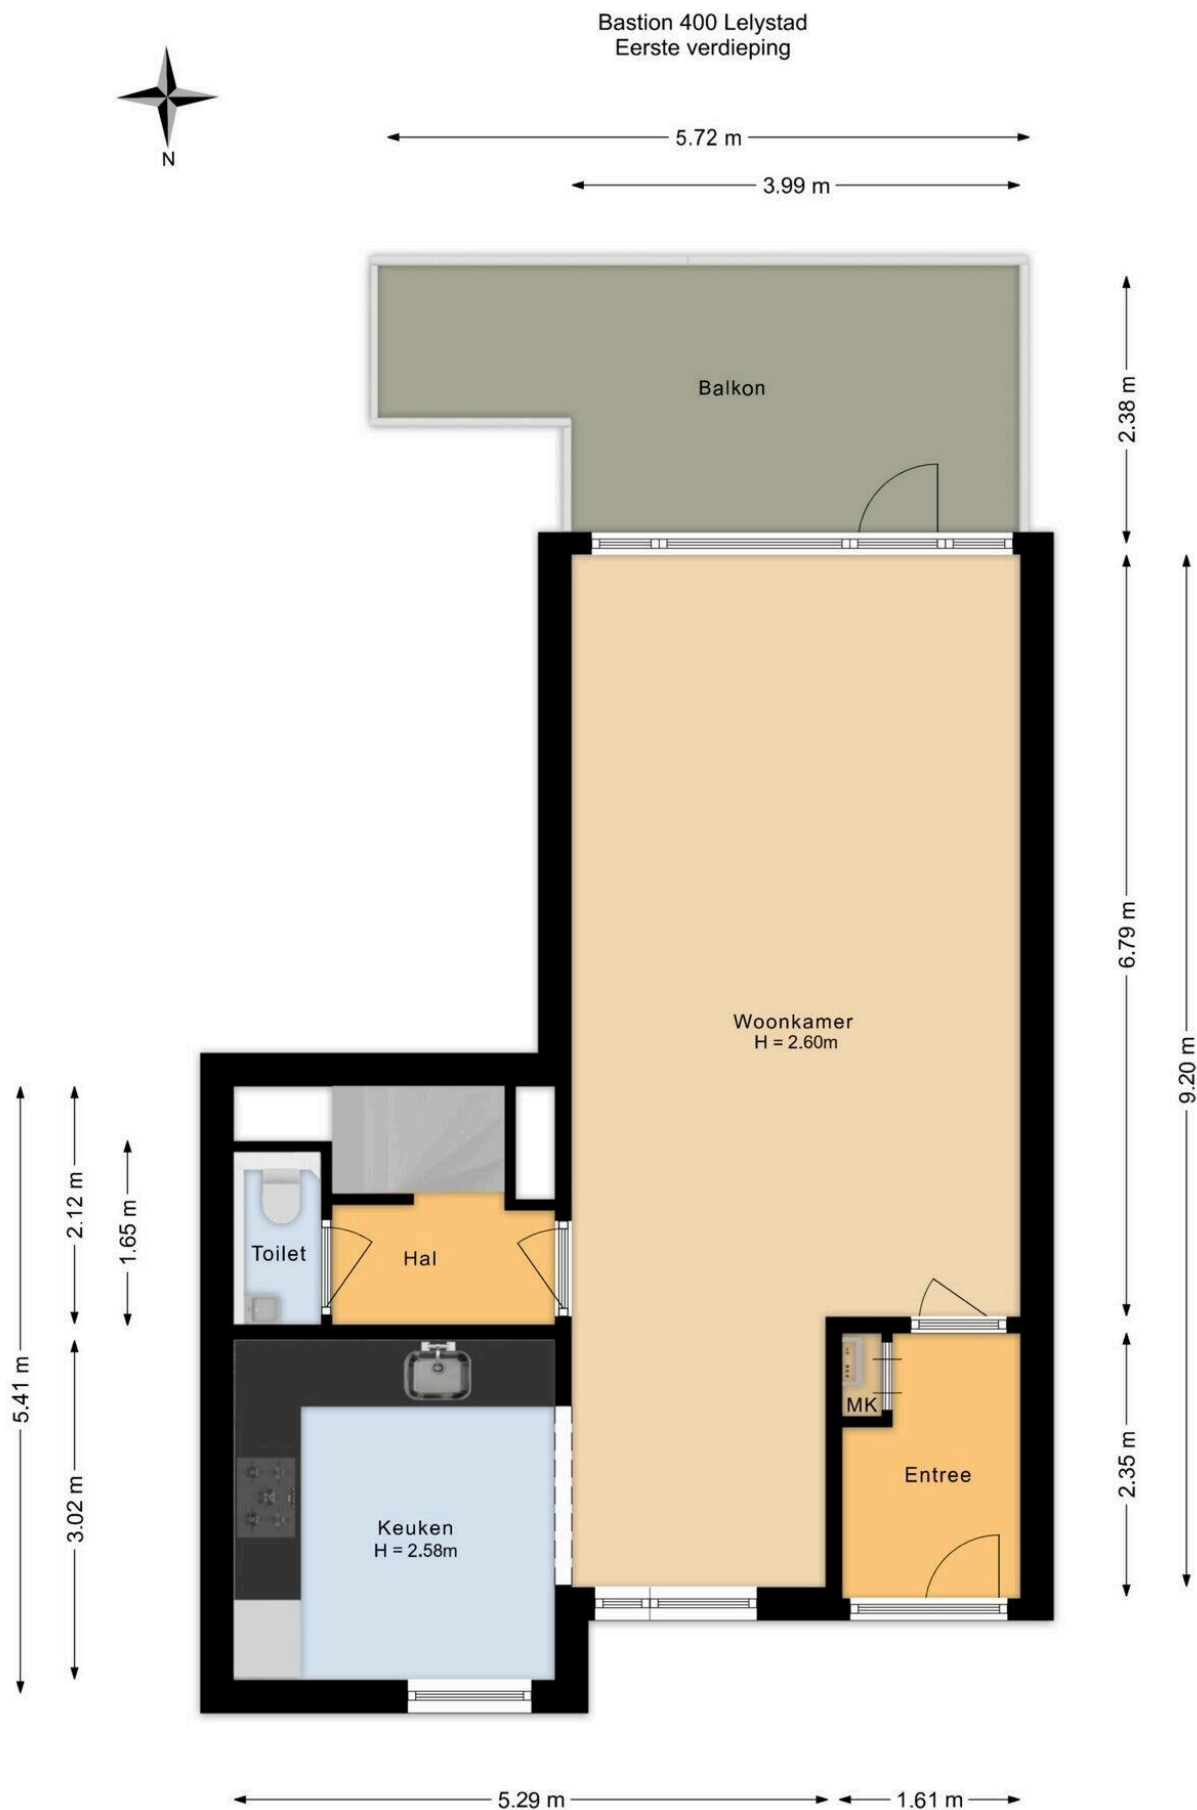 Bastion 400 Lelystad
Eerste verdieping
N
5.72 m
3.99 m
Balkon
2.38 m
Woonkamer
H = 2.60m
6.79 m
9.20 m
2.12 m
1.65 m
Toilet
Hal
5.41 m
MK
Entree
2.35 m
3.02 m
Keuken
H = 2.58m
5.29 m
1.61 m